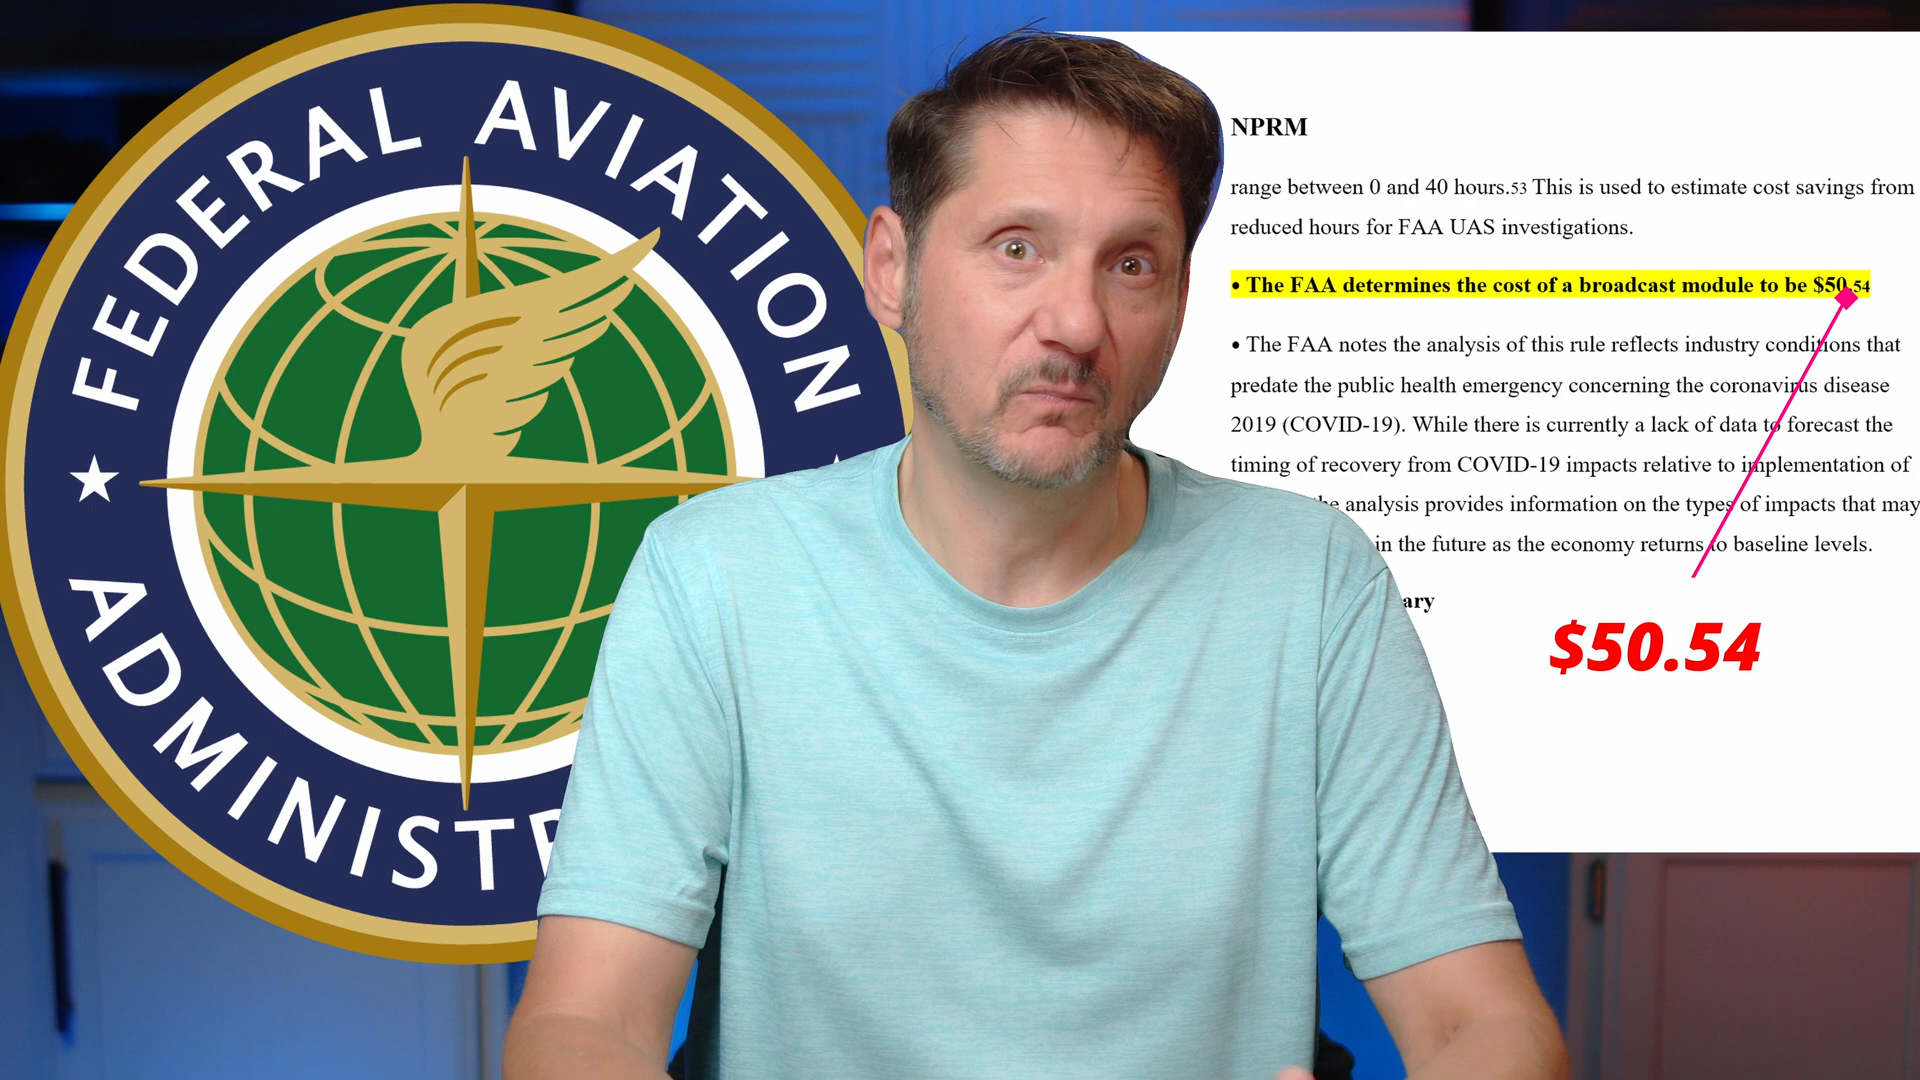 FEDERAL AVIATION
NPRM
range between 0 and 40 hours.53 This is used to estimate cost savings from
reduced hours for FAA UAS investigations.
• The FAA determines the cost of a broadcast module to be $50.54
• The FAA notes the analysis of this rule reflects industry conditions that
predate the public health emergency concerning the coronavirus disease
2019 (COVID-19). While there is currently a lack of data to forecast the
timing of recovery from COVID-19 impacts relative to implementation of
analysis provides information on the types of impacts that may
in the future as the economy returns to baseline levels.
$50.54